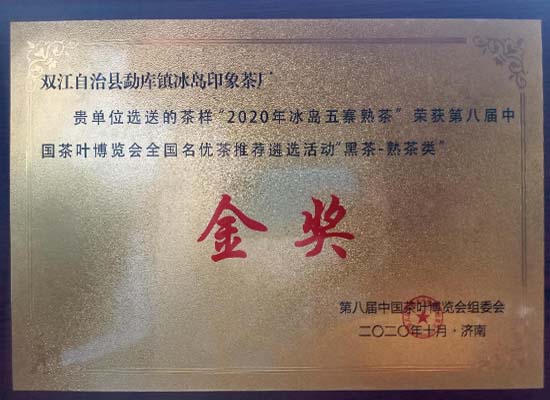 双江自治县勐库镇冰岛印象茶厂
贵单位选送的茶样“2020年冰岛五寨熟茶”荣获第八届中
国茶叶博览会全国名优茶推荐遴选活动“黑茶-熟茶类”
金奖
第八届中国茶叶博览会组委会
二〇二〇年十月·济南